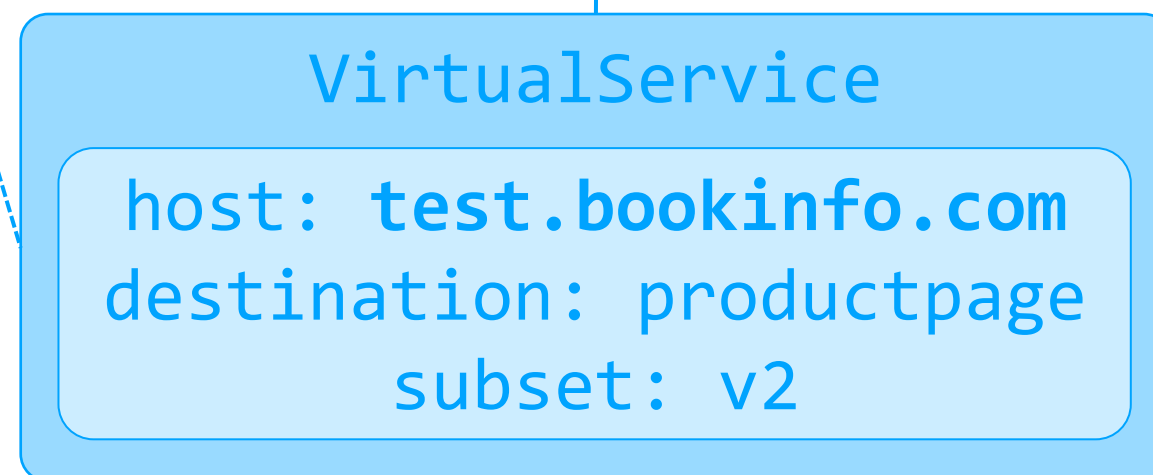 VirtualService
host: test.bookinfo.com
destination: productpage
subset: v2